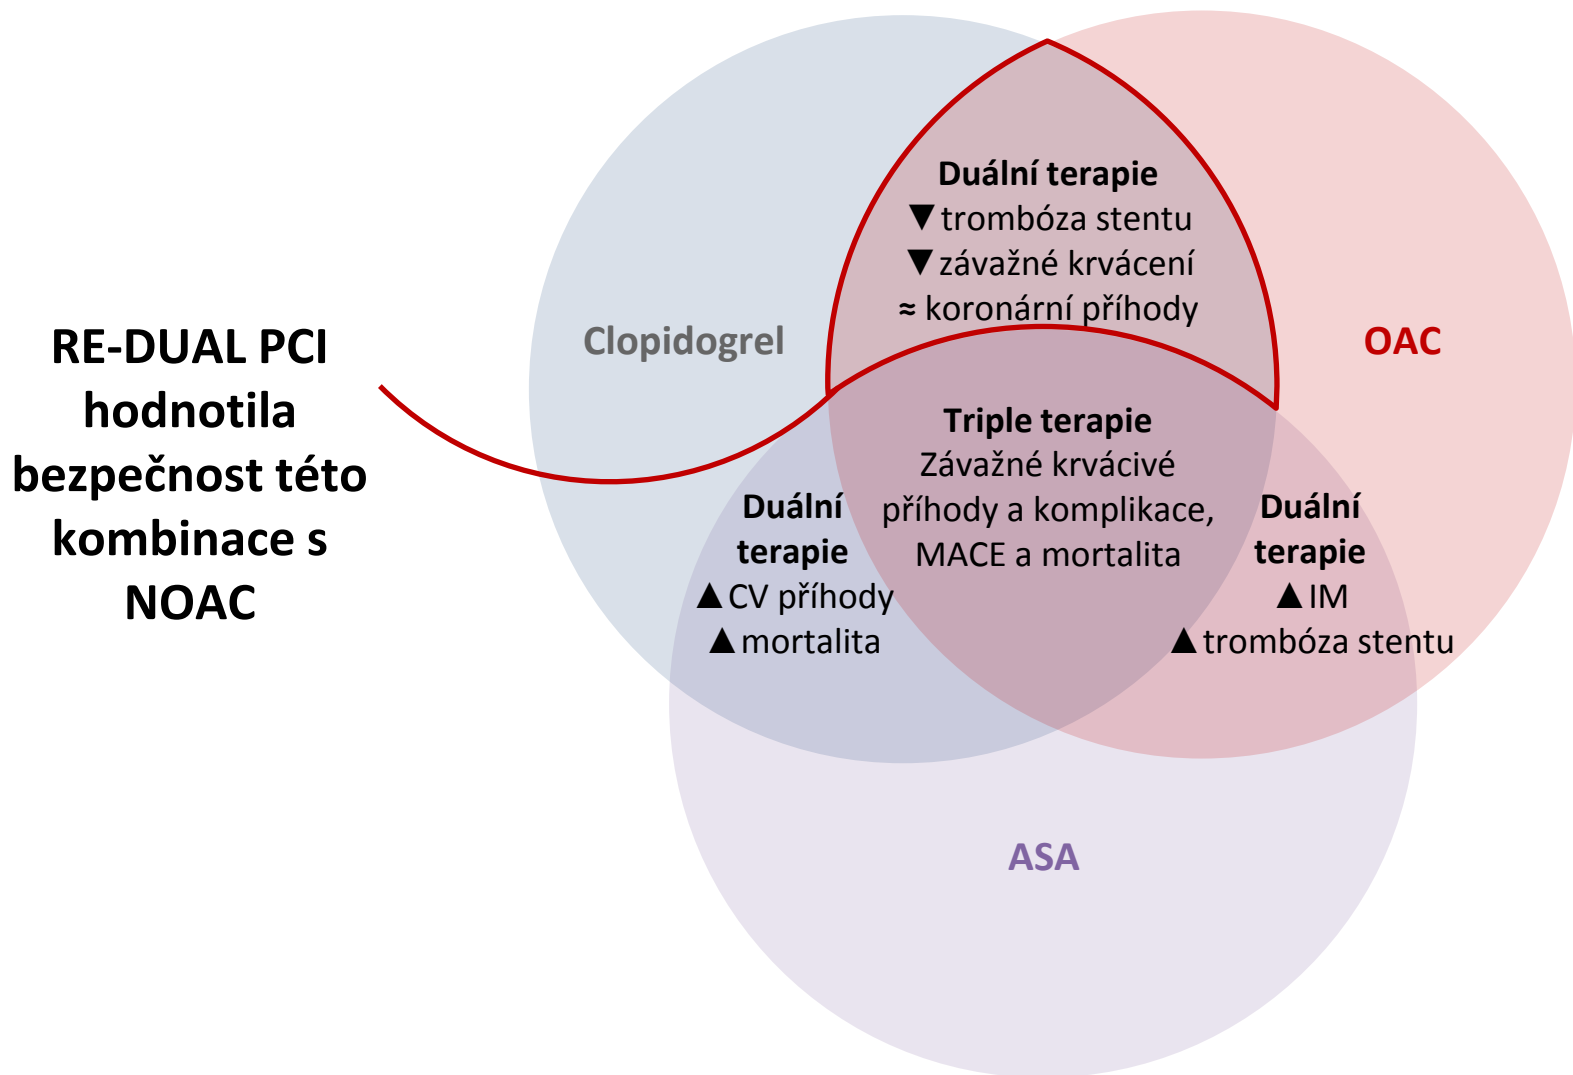 RE-DUAL PCI
hodnotila
bezpečnost této
kombinace s
NOAC
Clopidogrel
Duální terapie
▼trombóza stentu
▼závažné krvácení
≈ koronární příhody
OAC
Triple terapie
Závažné krvácivé
příhody a komplikace,
MACE a mortalita
Duální
terapie
▲CV příhody
▲mortalita
Duální
terapie
▲IM
▲trombóza stentu
ASA